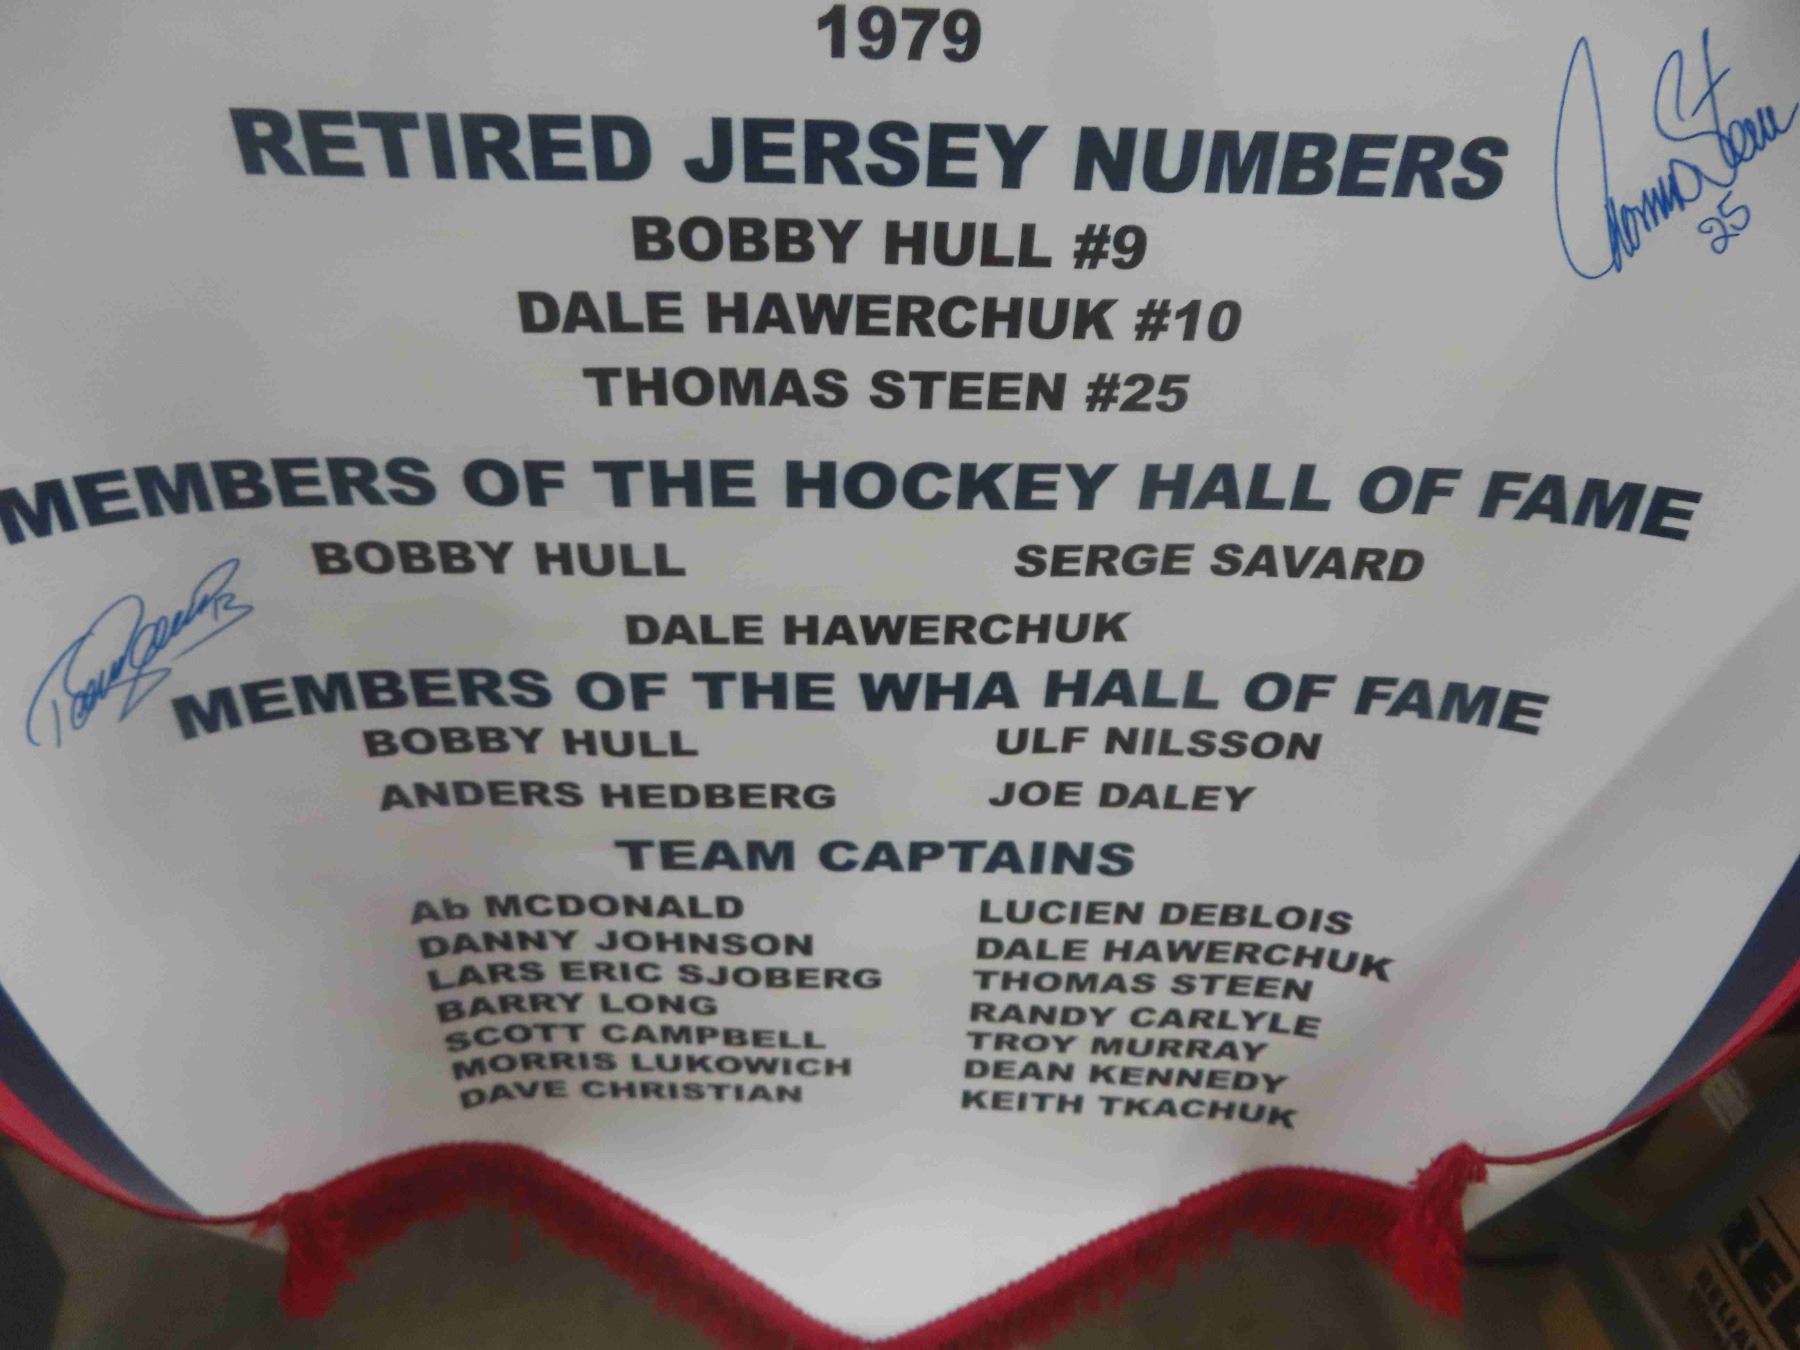 1979
RETIRED JERSEY NUMBERS
BOBBY HULL #9
DALE HAWERCHUK #10
THOMAS STEEN #25
Thomas Steen
25
MEMBERS OF THE HOCKEY HALL OF FAME
BOBBY HULL SERGE SAVARD
DALE HAWERCHUK
MEMBERS OF THE WHA HALL OF FAME
BOBBY HULL ULF NILSSON
ANDERS HEDBERG JOE DALEY
TEAM CAPTAINS
Ab MCDONALD LUCIEN DEBLOIS
DANNY JOHNSON DALE HAWERCHUK
LARS ERIC SJOBERG THOMAS STEEN
BARRY LONG RANDY CARLYLE
SCOTT CAMPBELL TROY MURRAY
MORRIS LUKOWICH DEAN KENNEDY
DAVE CHRISTIAN KEITH TKACHUK